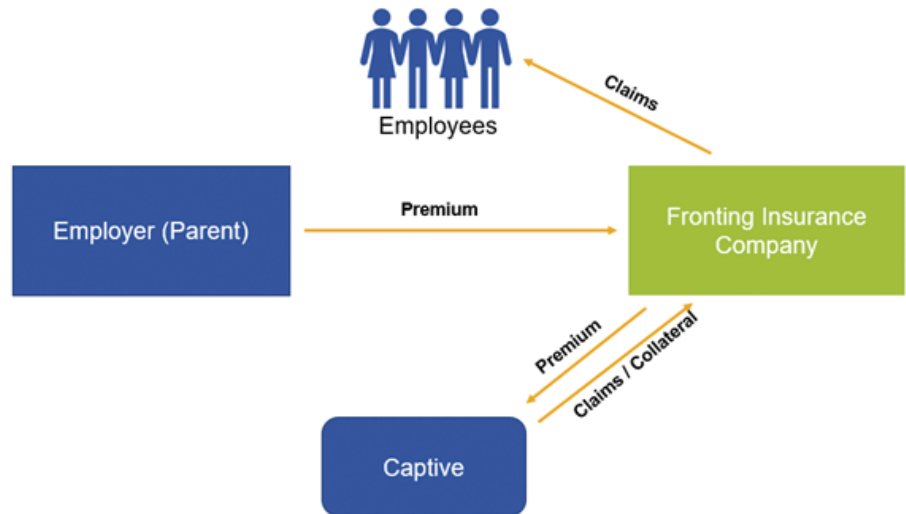 Employees
Claims
Employer (Parent)
Premium
Fronting Insurance
Company
Premium
Claims / Collateral
Captive